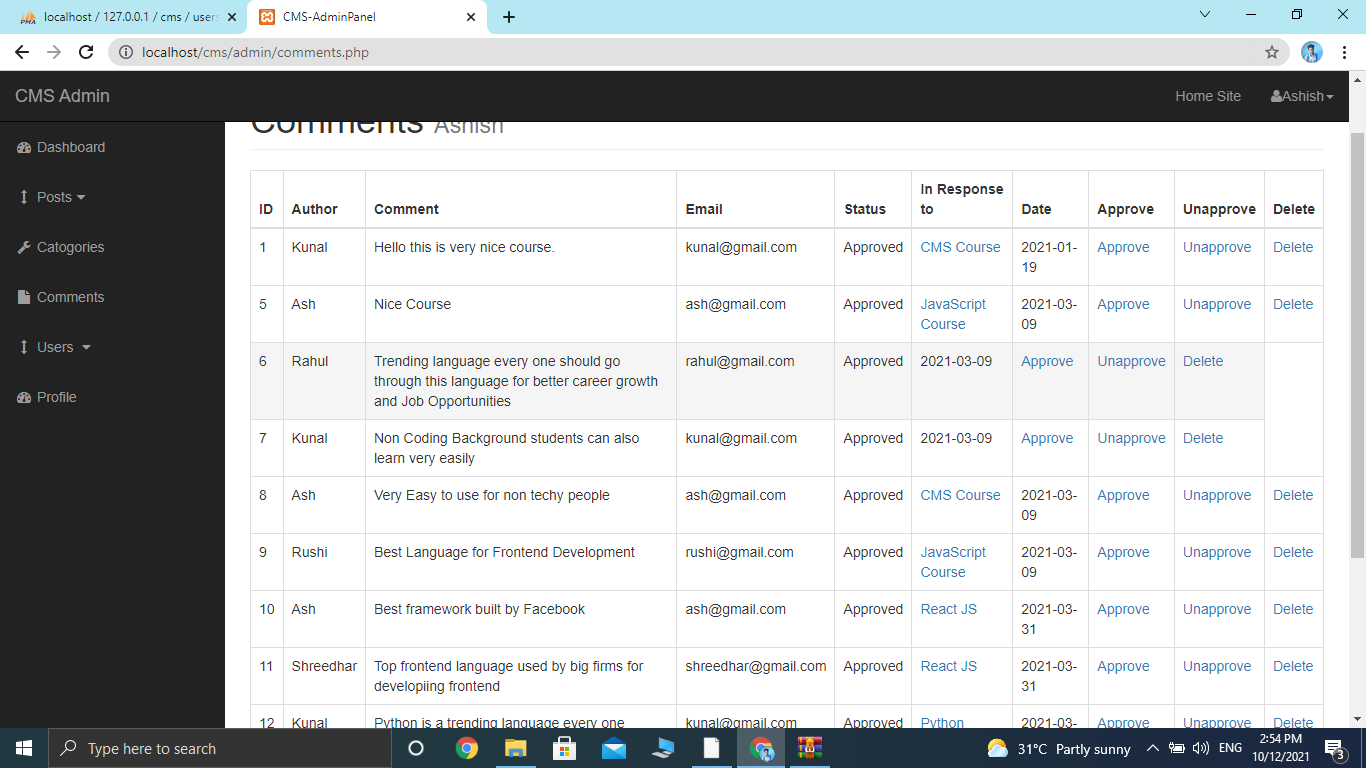 localhost / 127.0.0.1 / cms / users
CMS-AdminPanel
localhost/cms/admin/comments.php
CMS Admin
Home Site
Ashish
Dashboard
Posts
Catogories
Comments
Users
Profile
Comments Ashish
ID Author Comment Email Status In Response to Date Approve Unapprove Delete
1 Kunal Hello this is very nice course. kunal@gmail.com Approved CMS Course 2021-01-19 Approve Unapprove Delete
5 Ash Nice Course ash@gmail.com Approved JavaScript Course 2021-03-09 Approve Unapprove Delete
6 Rahul Trending language every one should go through this language for better career growth and Job Opportunities rahul@gmail.com Approved 2021-03-09 Approve Unapprove Delete
7 Kunal Non Coding Background students can also learn very easily kunal@gmail.com Approved 2021-03-09 Approve Unapprove Delete
8 Ash Very Easy to use for non techy people ash@gmail.com Approved CMS Course 2021-03-09 Approve Unapprove Delete
9 Rushi Best Language for Frontend Development rushi@gmail.com Approved JavaScript Course 2021-03-09 Approve Unapprove Delete
10 Ash Best framework built by Facebook ash@gmail.com Approved React JS 2021-03-31 Approve Unapprove Delete
11 Shreedhar Top frontend language used by big firms for developiing frontend shreedhar@gmail.com Approved React JS 2021-03-31 Approve Unapprove Delete
12 Kunal Python is a trending language every one kunal@gmail.com Approved Python 2021-03- Approve Unapprove Delete
Type here to search
31°C Partly sunny
ENG
2:54 PM
10/12/2021
3